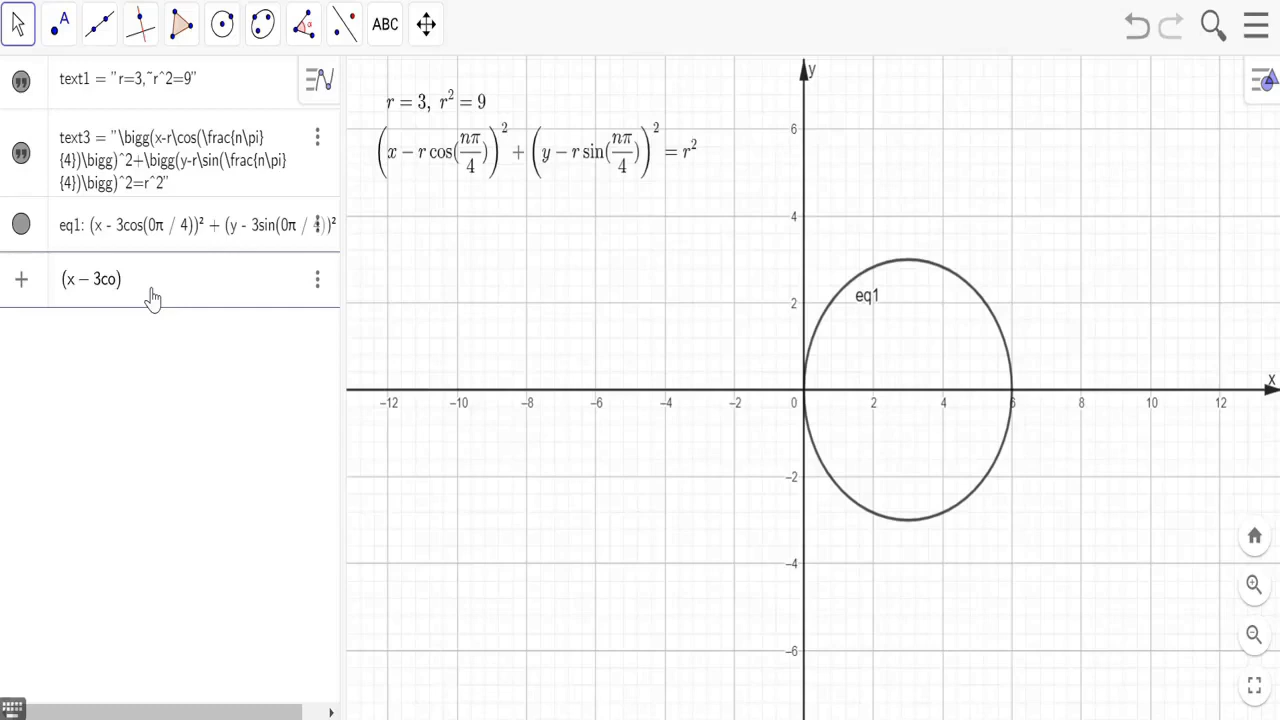 ABC
text1 = "r=3,~r^2=9"
text3 = "\bigg(x-r\cos(\frac{n\pi}
{4})\bigg)^2+\bigg(y-r\sin(\frac{n\pi}
{4})\bigg)^2=r^2"
eq1: (x - 3cos(0π / 4))² + (y - 3sin(0π / 4))²
(x − 3co)
r = 3, r² = 9
(x − r cos(nπ/4))² + (y − r sin(nπ/4))² = r²
y
6
4
2
eq1
x
−12 −10 −8 −6 −4 −2 0 2 4 6 8 10 12
−2
−4
−6